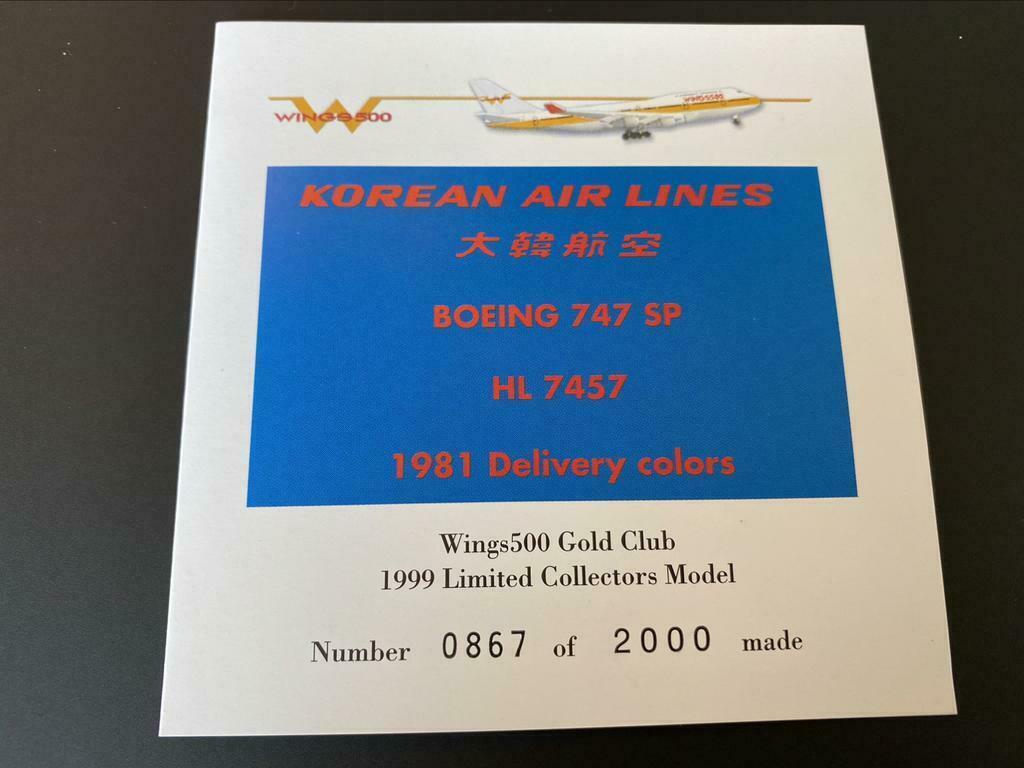 WINGS500
WINGS500
KOREAN AIR LINES
大韓航空
BOEING 747 SP
HL 7457
1981 Delivery colors
Wings500 Gold Club
1999 Limited Collectors Model
Number 0867 of 2000 made